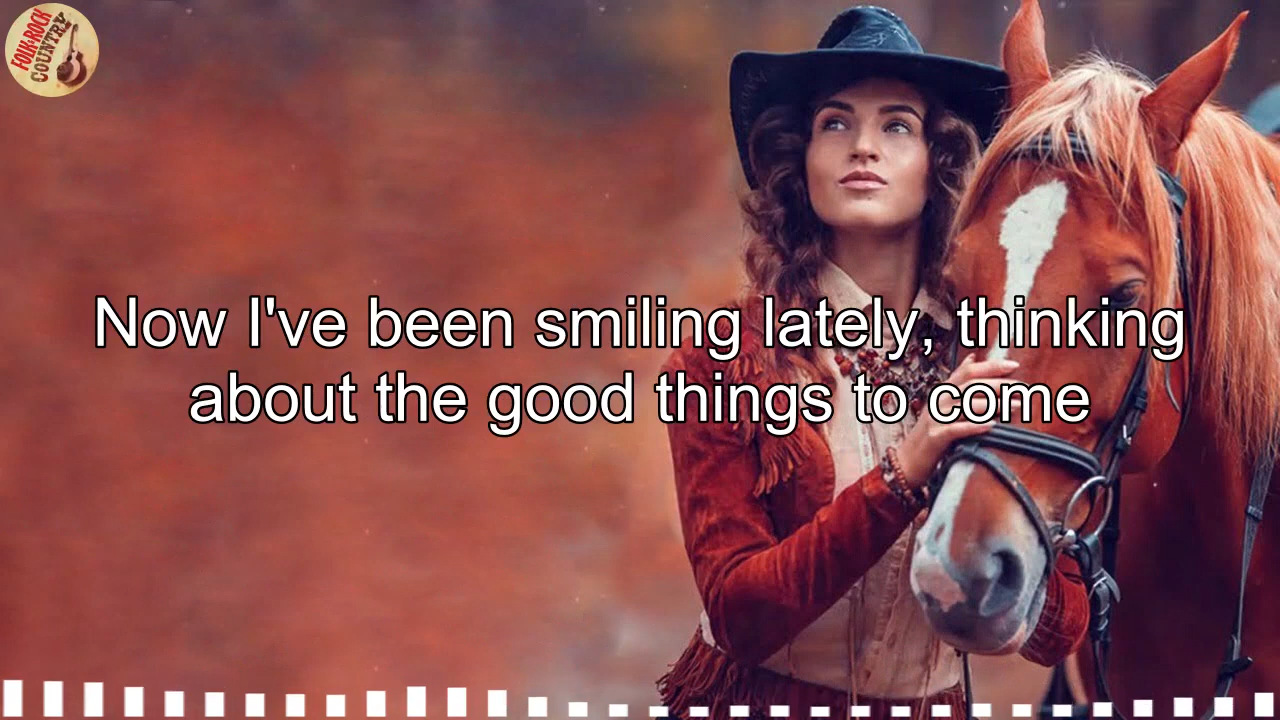 FOLK-ROCK
COUNTRY
Now I've been smiling lately, thinking
about the good things to come